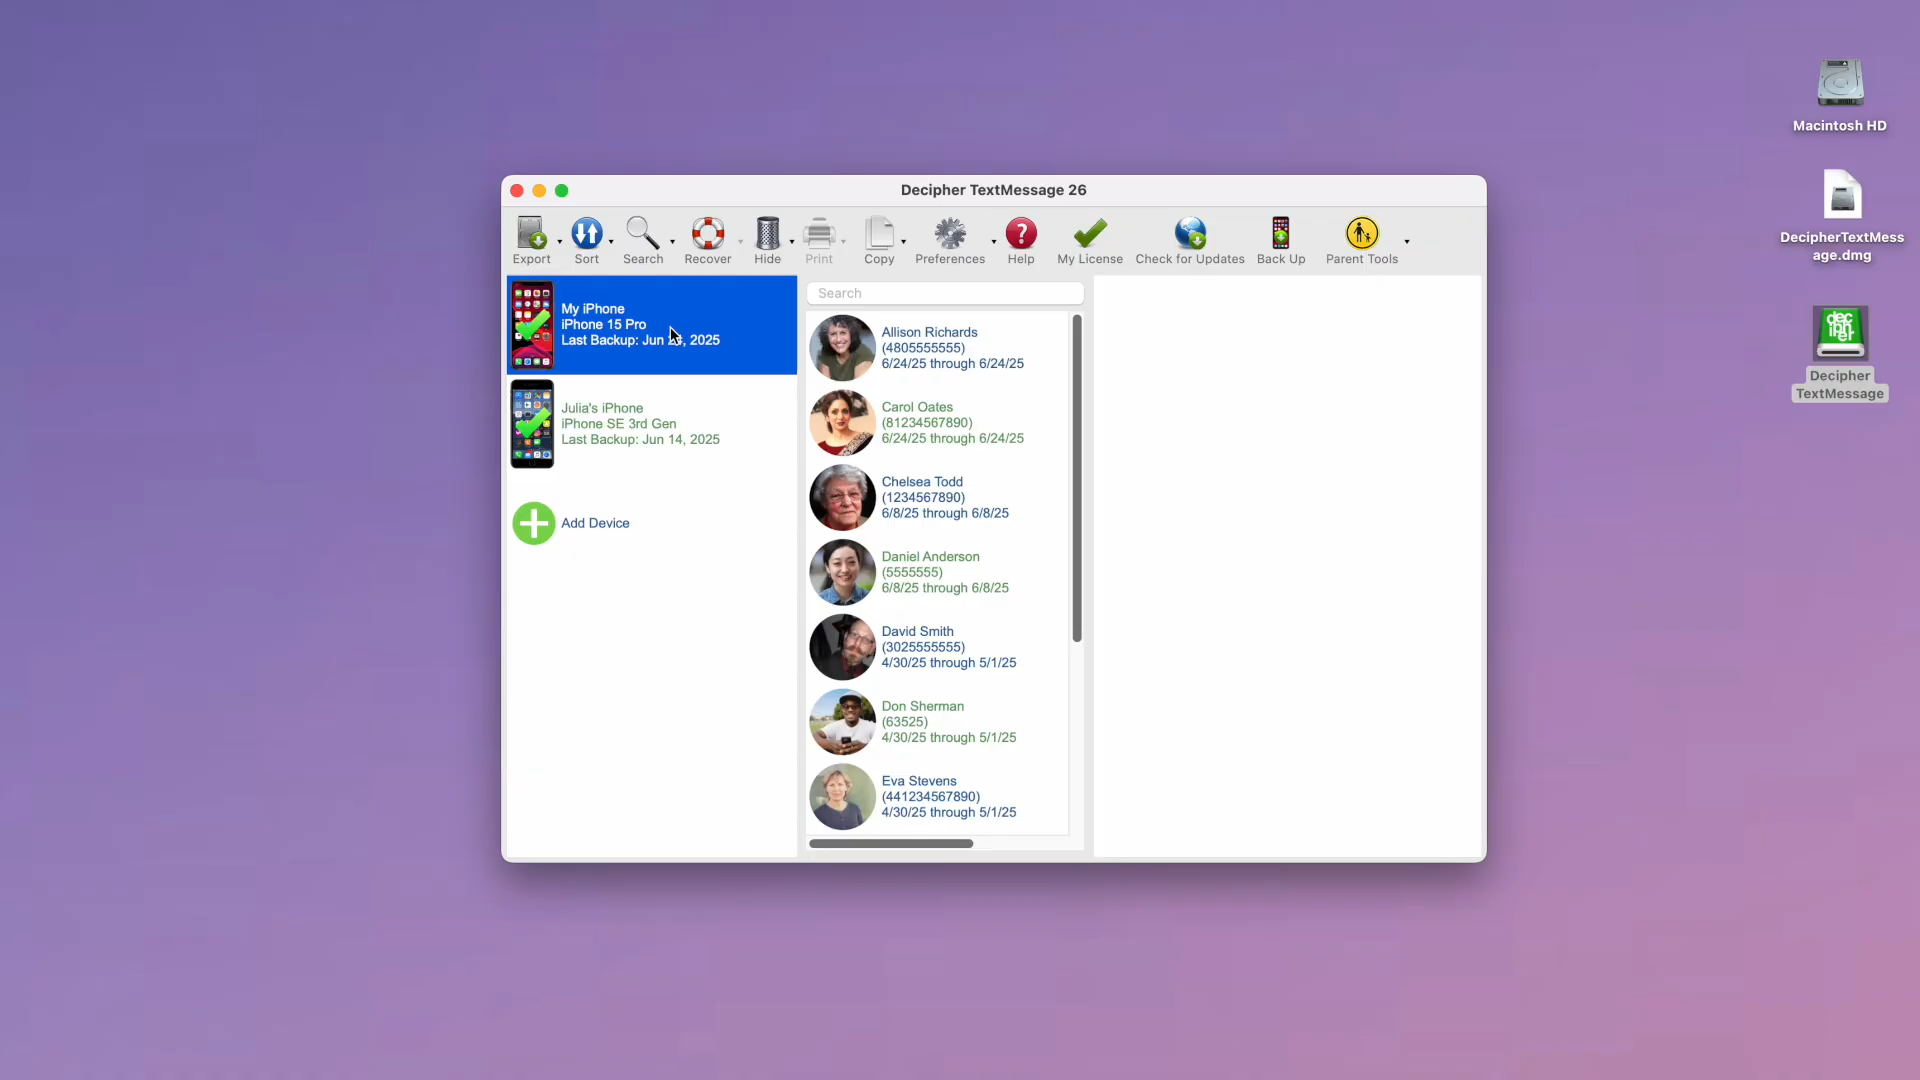 Decipher TextMessage 26
Export
Sort
Search
Recover
Hide
Print
Copy
Preferences
Help
My License
Check for Updates
Back Up
Parent Tools
My iPhone
iPhone 15 Pro
Last Backup: Jun , 2025
Julia's iPhone
iPhone SE 3rd Gen
Last Backup: Jun 14, 2025
Add Device
Search
Allison Richards
(4805555555)
6/24/25 through 6/24/25
Carol Oates
(81234567890)
6/24/25 through 6/24/25
Chelsea Todd
(1234567890)
6/8/25 through 6/8/25
Daniel Anderson
(5555555)
6/8/25 through 6/8/25
David Smith
(3025555555)
4/30/25 through 5/1/25
Don Sherman
(63525)
4/30/25 through 5/1/25
Eva Stevens
(441234567890)
4/30/25 through 5/1/25
Macintosh HD
DecipherTextMess
age.dmg
dec
iph
er
Decipher
TextMessage